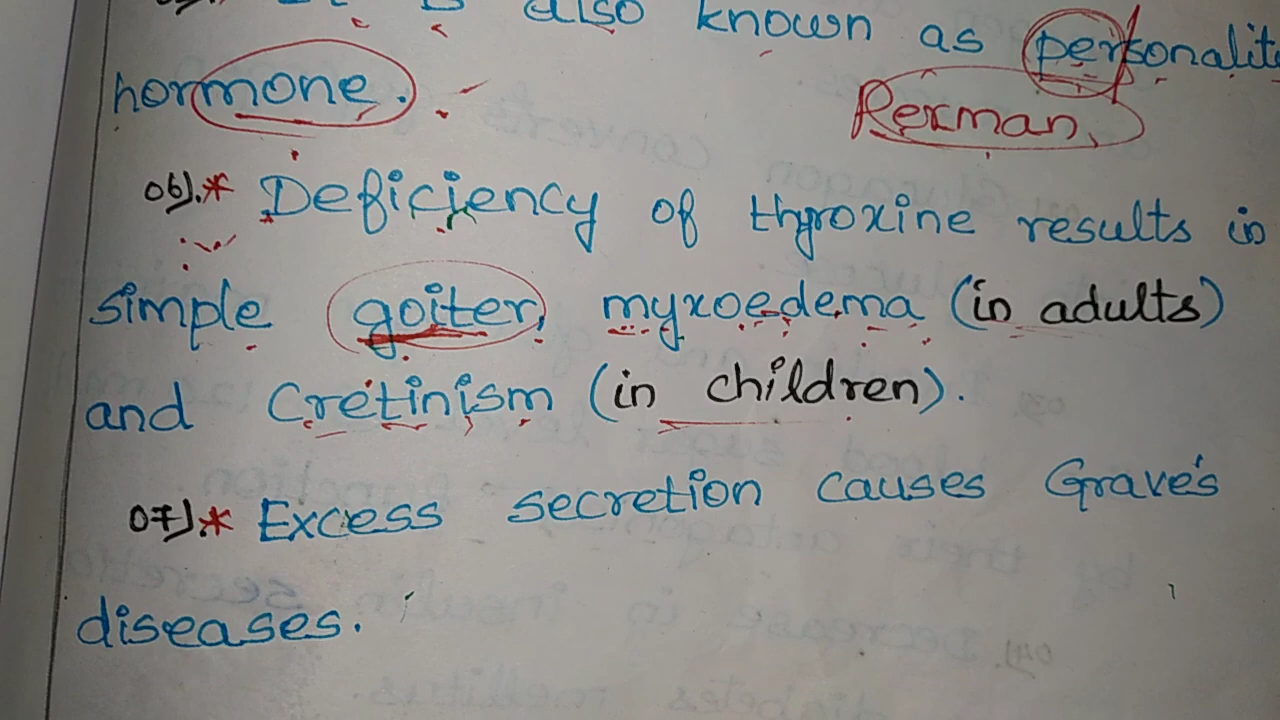 also known as personalit
hormone.
Rexman,
06).* Deficiency of thyroxine results in
simple goiter, myxoedema (in adults)
and Cretinism (in children).
07).* Excess secretion causes Grave's
diseases.